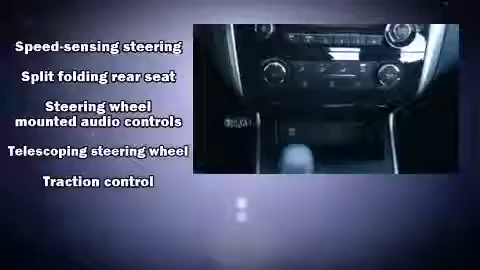 Speed-sensing steering
Split folding rear seat
Steering wheel
mounted audio controls
Telescoping steering wheel
Traction control